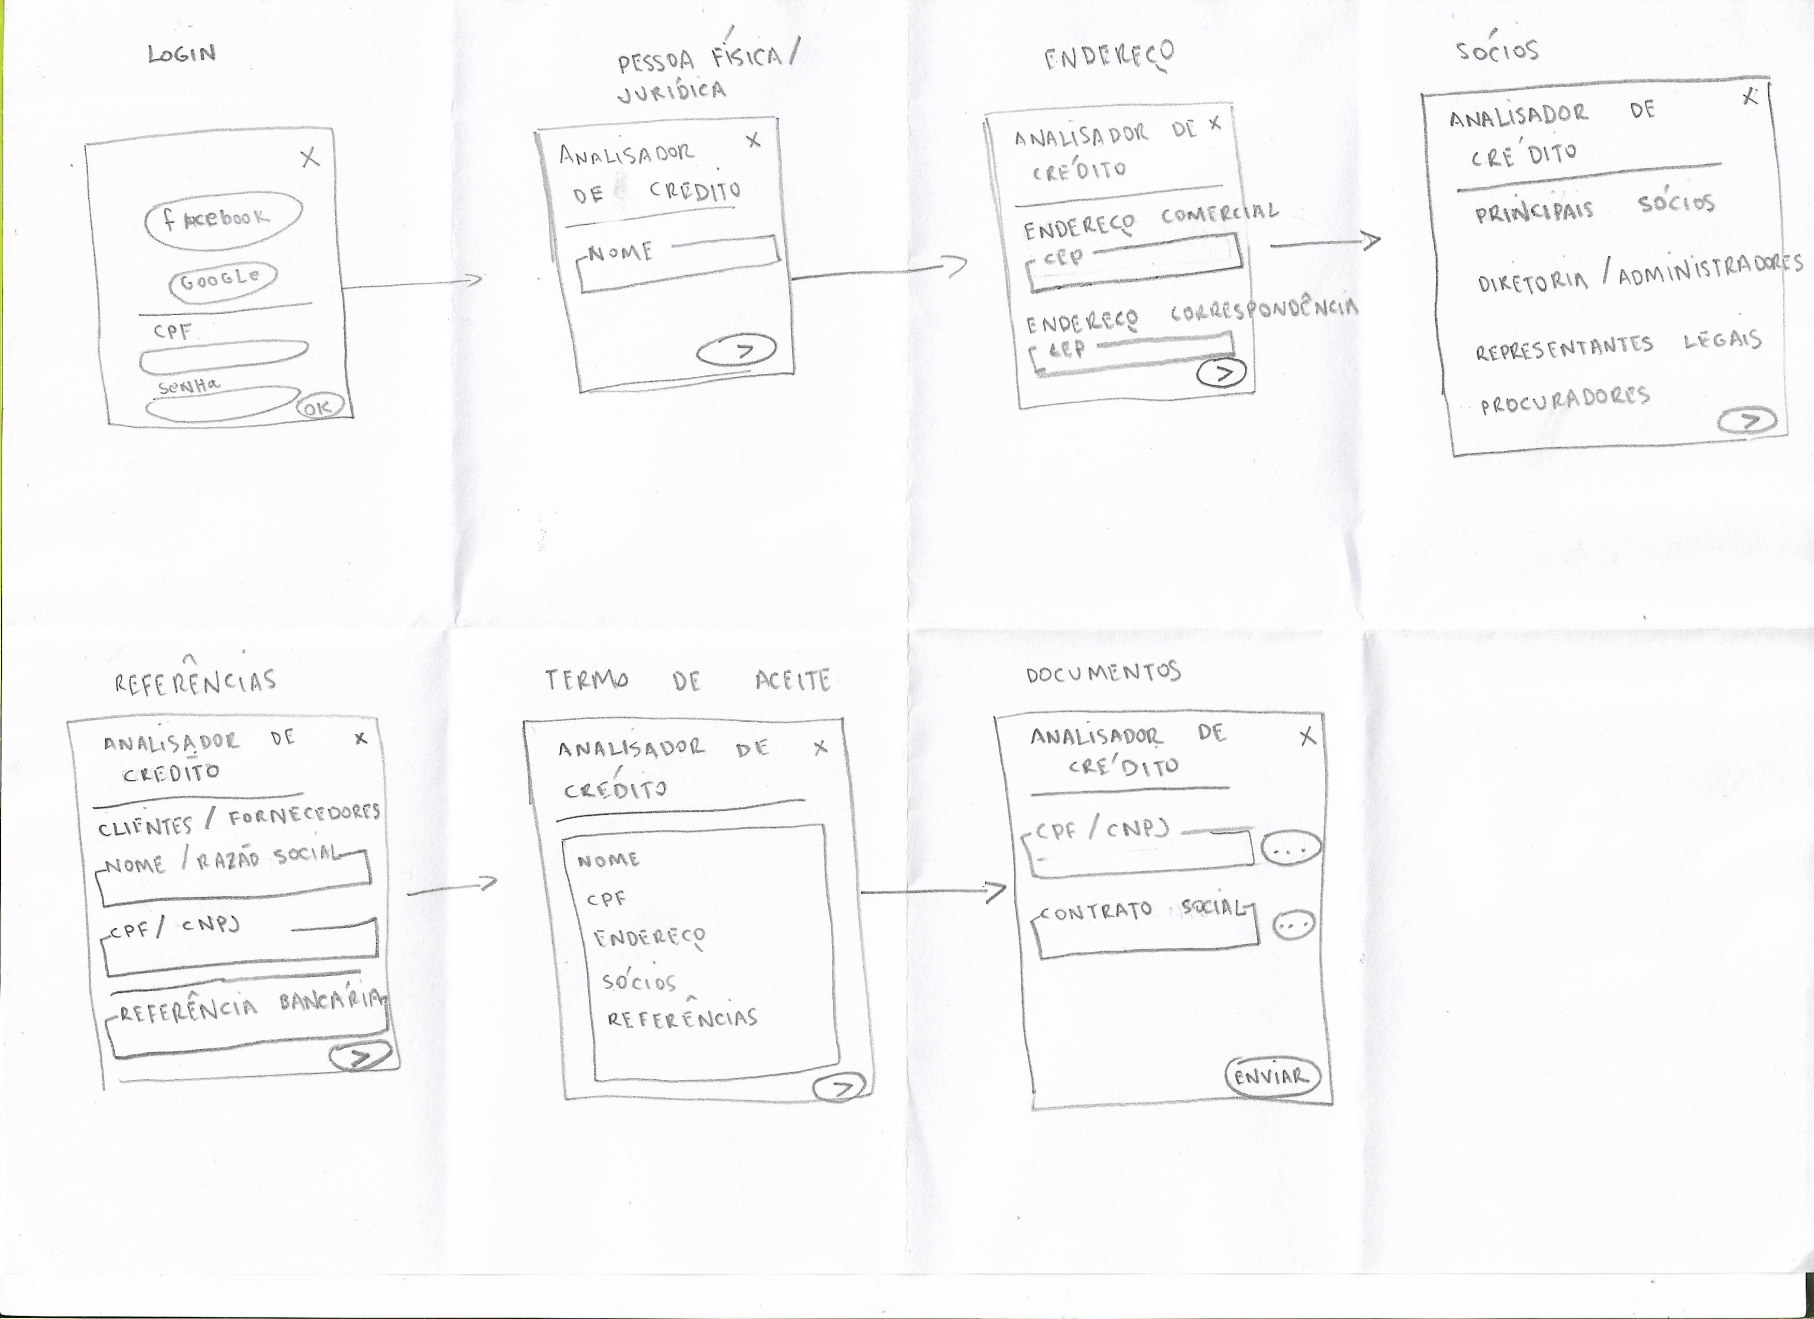 LOGIN
X
facebook
GOOGLe
CPF
SeNHa
OK
PESSOA FÍSICA/
JURÍDICA
ANALISADOR X
DE CREDITO
NOME
>
ENDEREÇO
ANALISADOR DE X
CRÉDITO
ENDEREÇO COMERCIAL
CEP
ENDEREÇO CORRESPONDÊNCIA
CEP
>
SÓCIOS
ANALISADOR DE X
CRÉDITO
PRINCIPAIS SÓCIOS
DIRETORIA / ADMINISTRADORES
REPRESENTANTES LEGAIS
PROCURADORES
>
REFERÊNCIAS
ANALISADOR DE X
CREDITO
CLIENTES / FORNECEDORES
NOME / RAZÃO SOCIAL
CPF / CNPJ
REFERÊNCIA BANCÁRIA
>
TERMO DE ACEITE
ANALISADOR DE X
CRÉDITO
NOME
CPF
ENDEREÇO
SÓCIOS
REFERÊNCIAS
>
DOCUMENTOS
ANALISADOR DE X
CRÉDITO
CPF / CNPJ ...
CONTRATO SOCIAL ...
ENVIAR